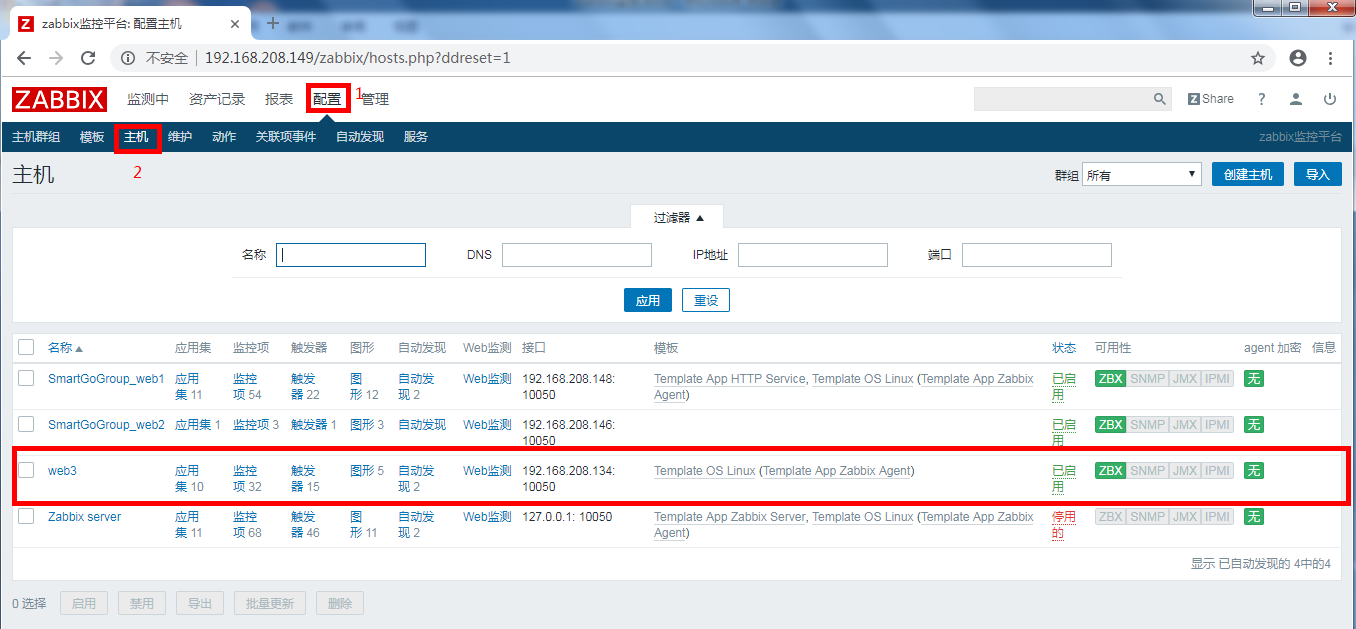 zabbix监控平台: 配置主机
不安全 192.168.208.149/zabbix/hosts.php?ddreset=1
ZABBIX 监测中 资产记录 报表 配置 1 管理 Z Share ?
主机群组 模板 主机 维护 动作 关联项事件 自动发现 服务 zabbix监控平台
主机 2 群组 所有 创建主机 导入
过滤器
名称 DNS IP地址 端口
应用 重设
名称 应用集 监控项 触发器 图形 自动发现 Web监测 接口 模板 状态 可用性 agent 加密 信息
SmartGoGroup_web1 应用 监控 触发 图 自动发 Web监测 192.168.208.148: Template App HTTP Service, Template OS Linux (Template App Zabbix 已启 ZBX SNMP JMX IPMI 无
集 11 项 54 器 22 形 12 现 2 10050 Agent) 用
SmartGoGroup_web2 应用集 1 监控项 3 触发器 1 图形 3 自动发现 Web监测 192.168.208.146: 已启 ZBX SNMP JMX IPMI 无
10050 用
web3 应用 监控 触发 图形 5 自动发 Web监测 192.168.208.134: Template OS Linux (Template App Zabbix Agent) 已启 ZBX SNMP JMX IPMI 无
集 10 项 32 器 15 现 2 10050 用
Zabbix server 应用 监控 触发 图 自动发 Web监测 127.0.0.1: 10050 Template App Zabbix Server, Template OS Linux (Template App Zabbix 停用 ZBX SNMP JMX IPMI 无
集 11 项 68 器 46 形 11 现 2 Agent) 的
显示 已自动发现的 4中的4
0 选择 启用 禁用 导出 批量更新 删除